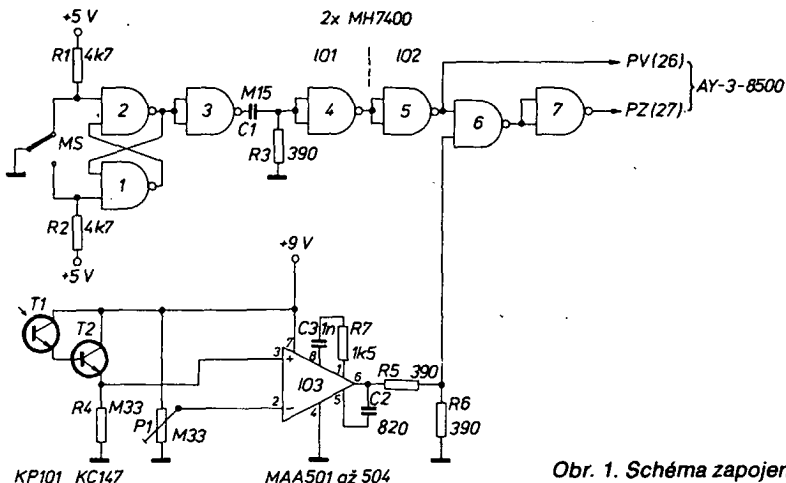 +5 V
2x MH7400
R1 4k7
IO1 IO2
PV(26)
AY-3-8500
PZ(27)
2 3 M15 4 5 6 7
C1
MS
R3 390
1
R2 4k7
+5 V
+9 V
T1
T2
C3 1n R7
1k5
7
3 + 8 1 6 R5 390
IO3
2 − 4 5 C2
820
R4 M33
P1 M33
R6
390
KP101 KC147
MAA501 až 504
Obr. 1. Schéma zapojen